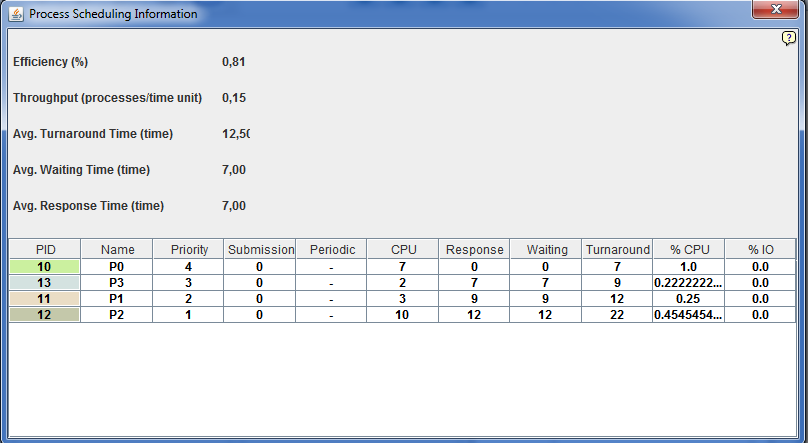 Process Scheduling Information
?
Efficiency (%) 0,81
Throughput (processes/time unit) 0,15
Avg. Turnaround Time (time) 12,50
Avg. Waiting Time (time) 7,00
Avg. Response Time (time) 7,00
PID Name Priority Submission Periodic CPU Response Waiting Turnaround % CPU % IO
10 P0 4 0 - 7 0 0 7 1.0 0.0
13 P3 3 0 - 2 7 7 9 0.2222222... 0.0
11 P1 2 0 - 3 9 9 12 0.25 0.0
12 P2 1 0 - 10 12 12 22 0.4545454... 0.0